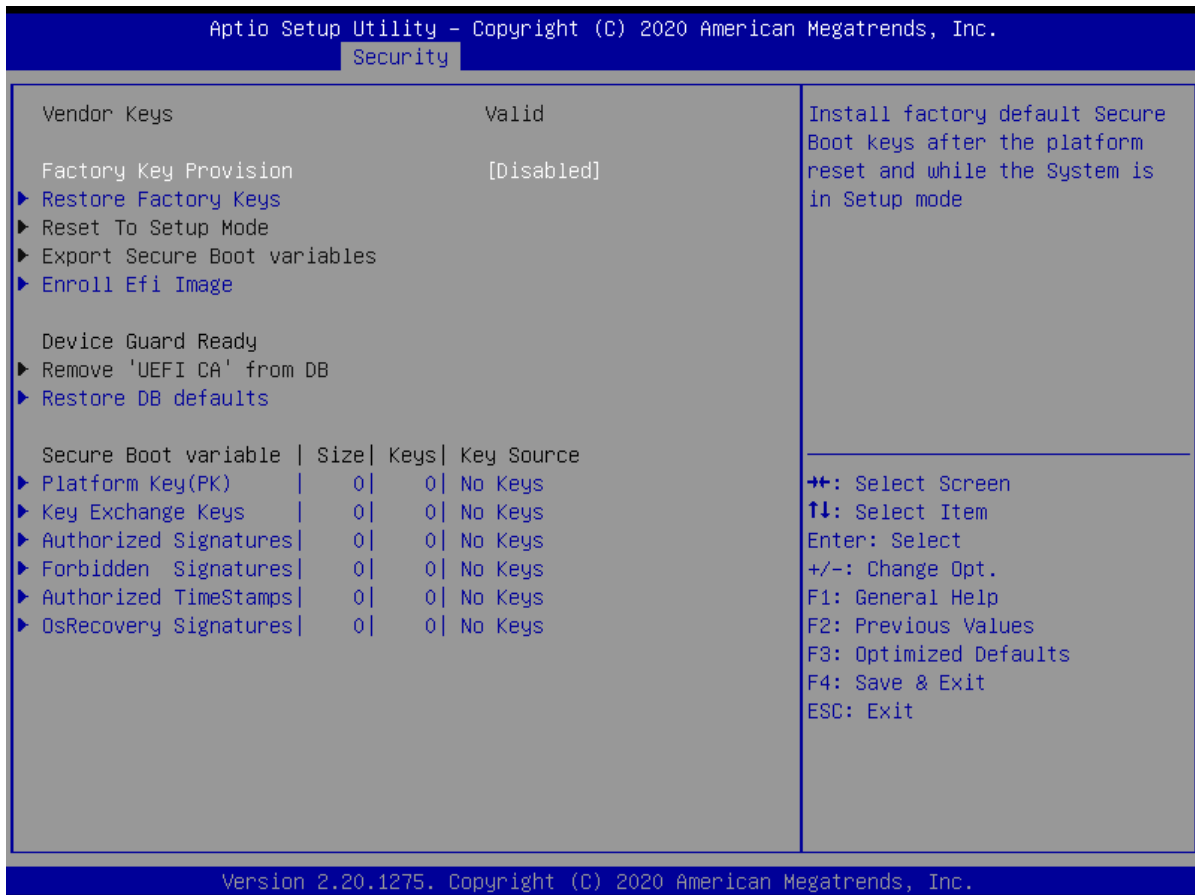 Aptio Setup Utility – Copyright (C) 2020 American Megatrends, Inc.
Security
Vendor Keys Valid
Factory Key Provision [Disabled]
Restore Factory Keys
Reset To Setup Mode
Export Secure Boot variables
Enroll Efi Image
Device Guard Ready
Remove 'UEFI CA' from DB
Restore DB defaults
Secure Boot variable | Size| Keys| Key Source
Platform Key(PK) | 0| 0| No Keys
Key Exchange Keys | 0| 0| No Keys
Authorized Signatures| 0| 0| No Keys
Forbidden Signatures| 0| 0| No Keys
Authorized TimeStamps| 0| 0| No Keys
OsRecovery Signatures| 0| 0| No Keys
Install factory default Secure
Boot keys after the platform
reset and while the System is
in Setup mode
→←: Select Screen
↑↓: Select Item
Enter: Select
+/-: Change Opt.
F1: General Help
F2: Previous Values
F3: Optimized Defaults
F4: Save & Exit
ESC: Exit
Version 2.20.1275. Copyright (C) 2020 American Megatrends, Inc.